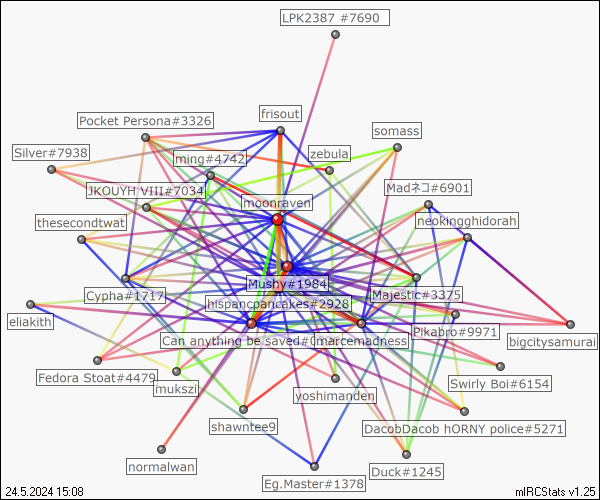 LPK2387 #7690
frisout
Pocket Persona#3326
somass
Silver#7938
ming#4742
zebula
JKOUYH VIII#7034
Madネコ#6901
moonraven
thesecondtwat
neokingghidorah
Mushy#1984
Cypha#1717
Majestic#3375
hispancpancakes#2928
eliakith
Pikabro#9971
Can anything be saved#0
marcemadness
bigcitysamurai
Fedora Stoat#4479
mukszi
Swirly Boi#6154
yoshimanden
shawntee9
DacobDacob hORNY police#5271
normalwan
Eg.Master#1378
Duck#1245
24.5.2024 15:08
mIRCStats v1.25